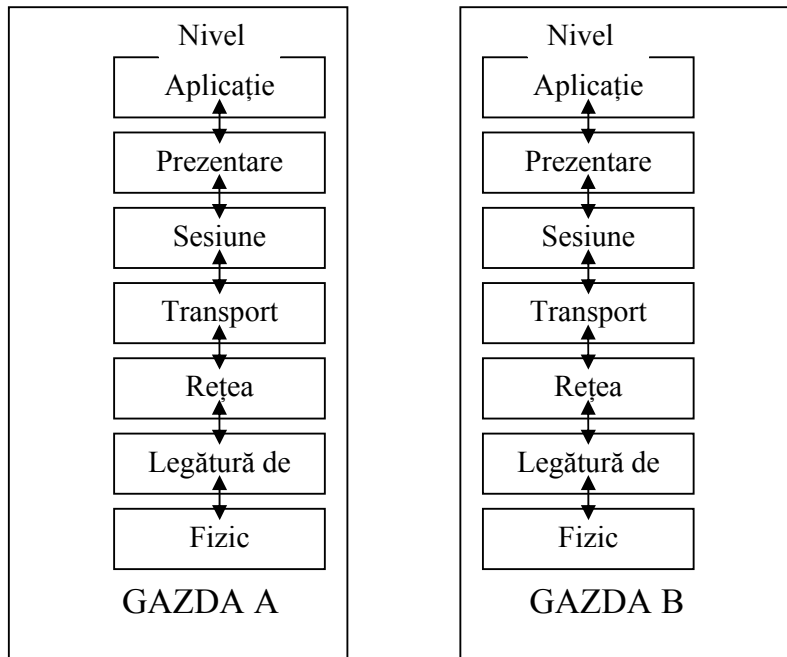 Nivel
Aplicație
Prezentare
Sesiune
Transport
Rețea
Legătură de
Fizic
GAZDA A
Nivel
Aplicație
Prezentare
Sesiune
Transport
Rețea
Legătură de
Fizic
GAZDA B